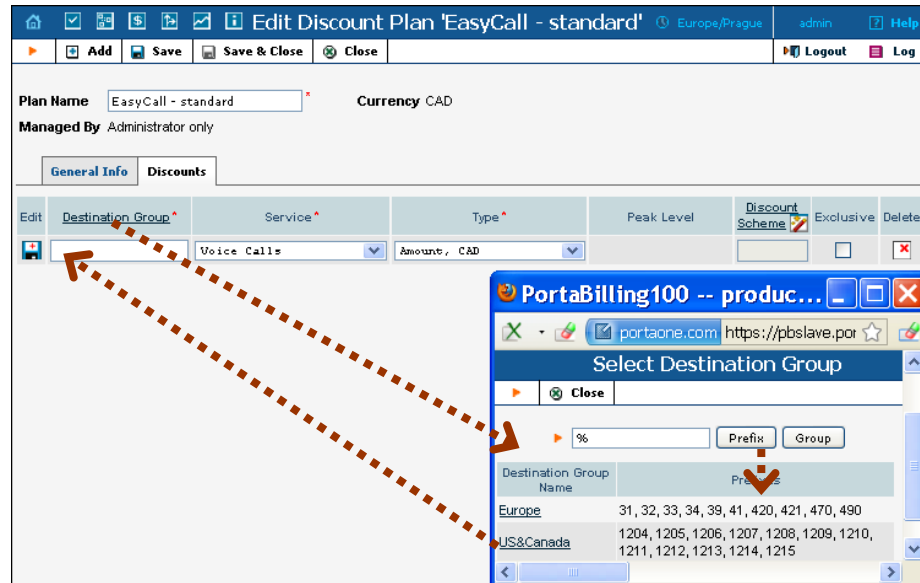 Edit Discount Plan 'EasyCall - standard' Europe/Prague admin ? Help
Add Save Save & Close Close Logout Log
Plan Name EasyCall - standard * Currency CAD
Managed By Administrator only
General Info Discounts
Edit Destination Group * Service * Type * Peak Level Discount Scheme Exclusive Delete
Voice Calls Amount, CAD
PortaBilling100 -- produc...
portaone.com https://pbslave.por
Select Destination Group
Close
% Prefix Group
Destination Group Name Prefixes
Europe 31, 32, 33, 34, 39, 41, 420, 421, 470, 490
US&Canada 1204, 1205, 1206, 1207, 1208, 1209, 1210,
1211, 1212, 1213, 1214, 1215